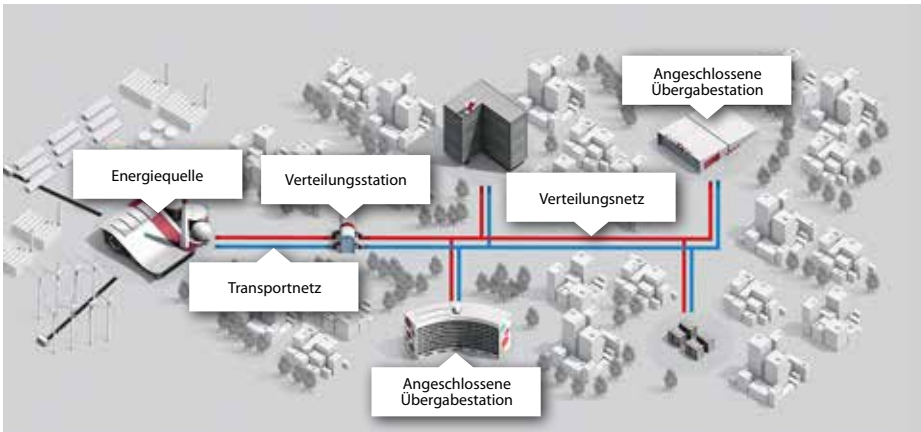 Angeschlossene
Übergabestation
Energiequelle
Verteilungsstation
Verteilungsnetz
Transportnetz
Angeschlossene
Übergabestation